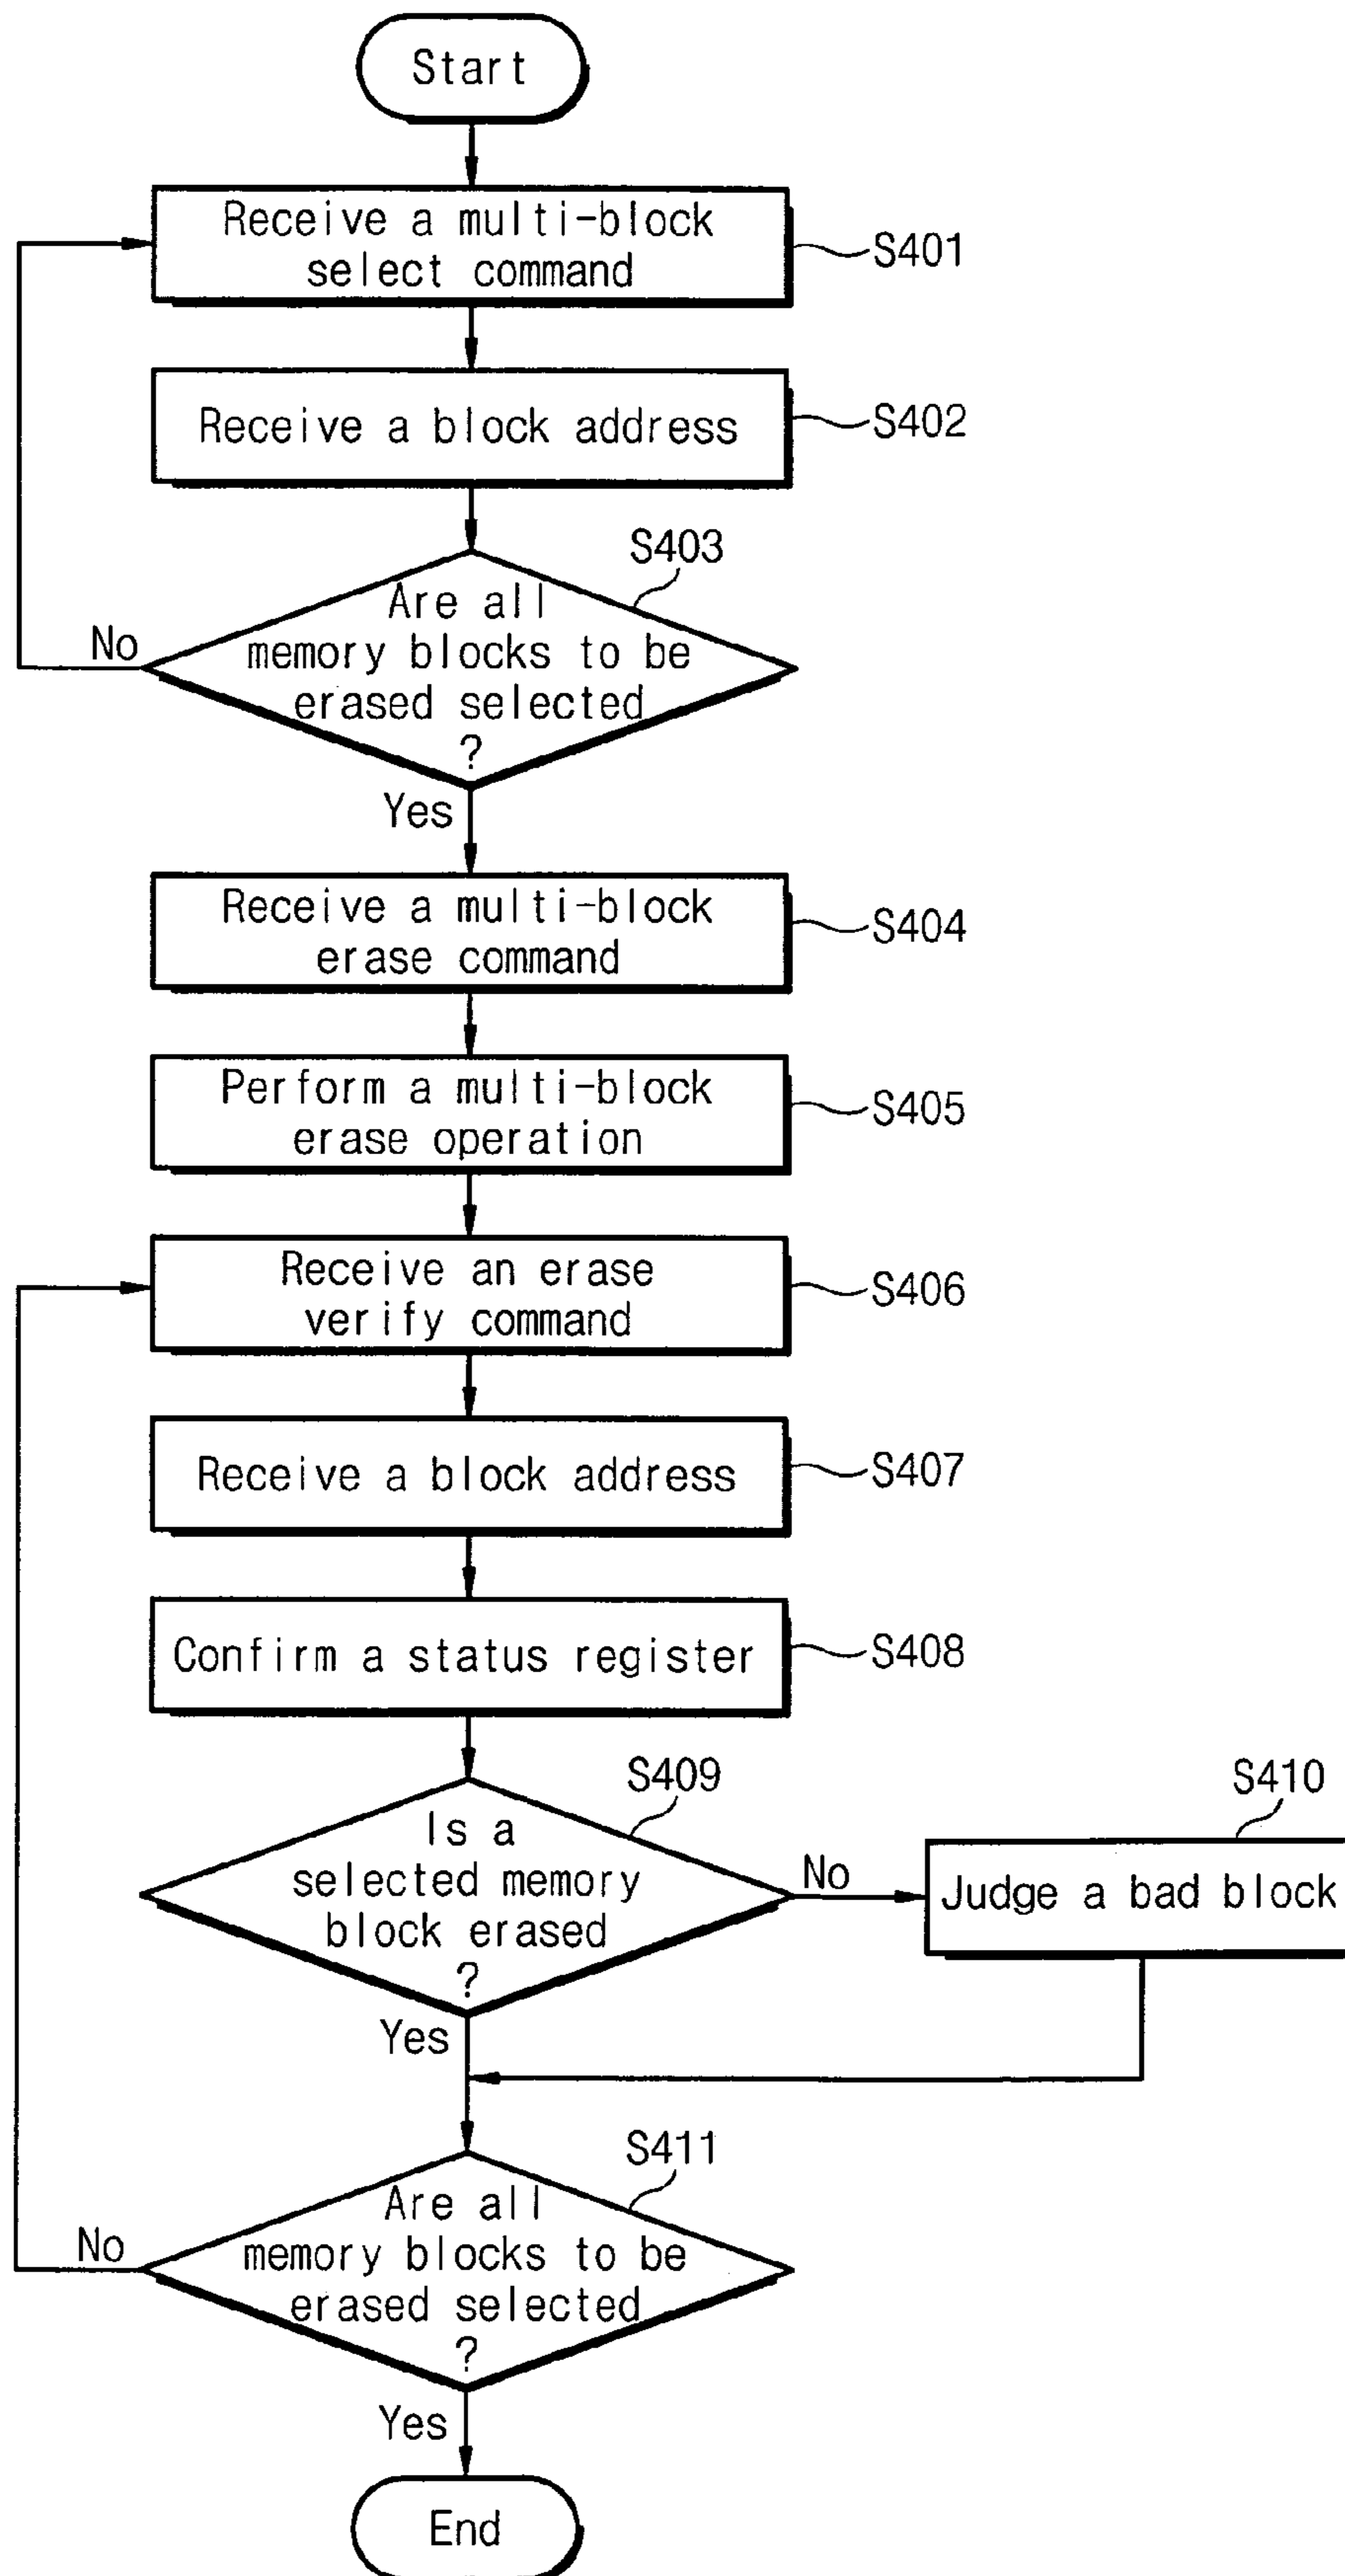 Start
Receive a multi-block
select command
S401
Receive a block address
S402
S403
Are all
memory blocks to be
erased selected
?
No
Yes
Receive a multi-block
erase command
S404
Perform a multi-block
erase operation
S405
Receive an erase
verify command
S406
Receive a block address
S407
Confirm a status register
S408
S409
Is a
selected memory
block erased
?
No
S410
Judge a bad block
Yes
S411
Are all
memory blocks to be
erased selected
?
No
Yes
End